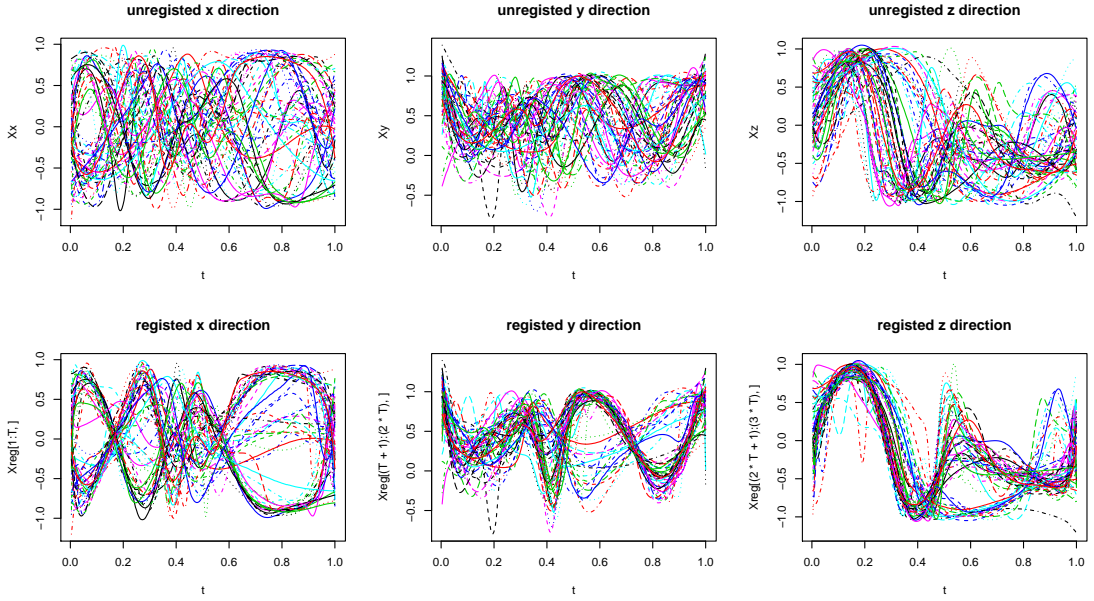 unregisted x direction
Xx
1.0
0.5
0.0
−0.5
−1.0
0.0 0.2 0.4 0.6 0.8 1.0
t
unregisted y direction
Xy
1.0
0.5
0.0
−0.5
0.0 0.2 0.4 0.6 0.8 1.0
t
unregisted z direction
Xz
1.0
0.5
0.0
−0.5
−1.0
0.0 0.2 0.4 0.6 0.8 1.0
t
registed x direction
Xreg[1:T, ]
1.0
0.5
0.0
−0.5
−1.0
0.0 0.2 0.4 0.6 0.8 1.0
t
registed y direction
Xreg[(T + 1):(2 * T), ]
1.0
0.5
0.0
−0.5
0.0 0.2 0.4 0.6 0.8 1.0
t
registed z direction
Xreg[(2 * T + 1):(3 * T), ]
1.0
0.5
0.0
−0.5
−1.0
0.0 0.2 0.4 0.6 0.8 1.0
t